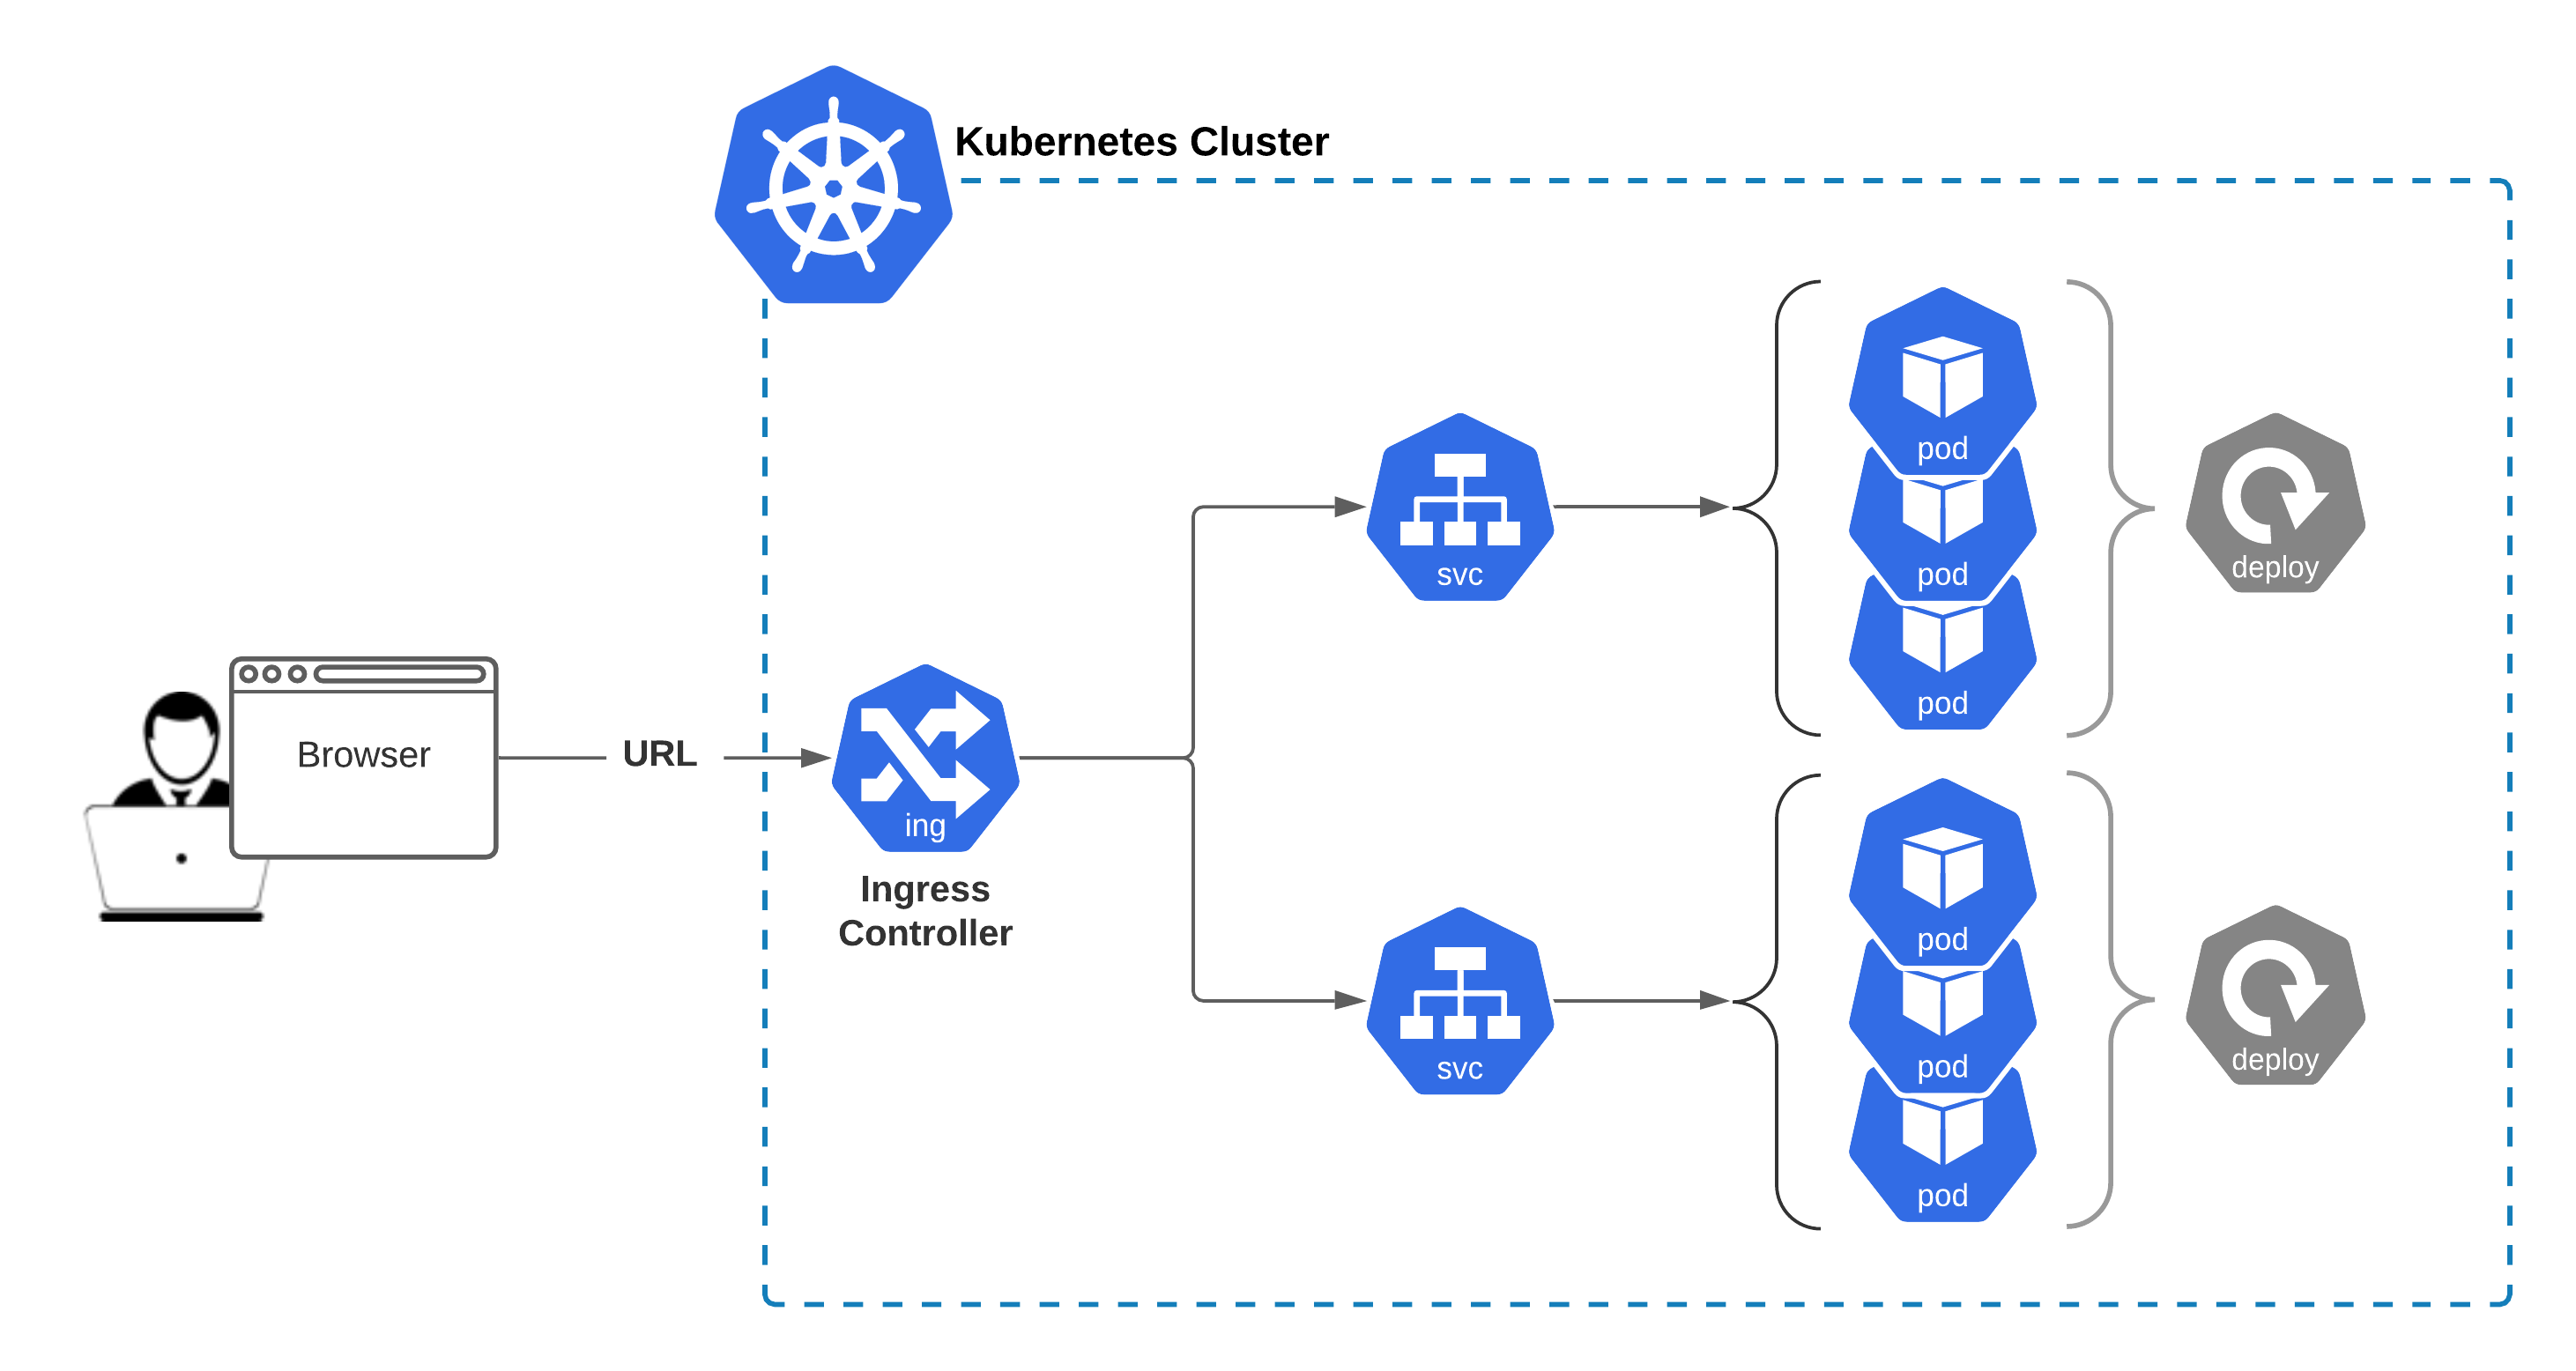 Kubernetes Cluster
pod
pod
pod
svc
deploy
Browser
URL
ing
Ingress
Controller
pod
pod
pod
svc
deploy